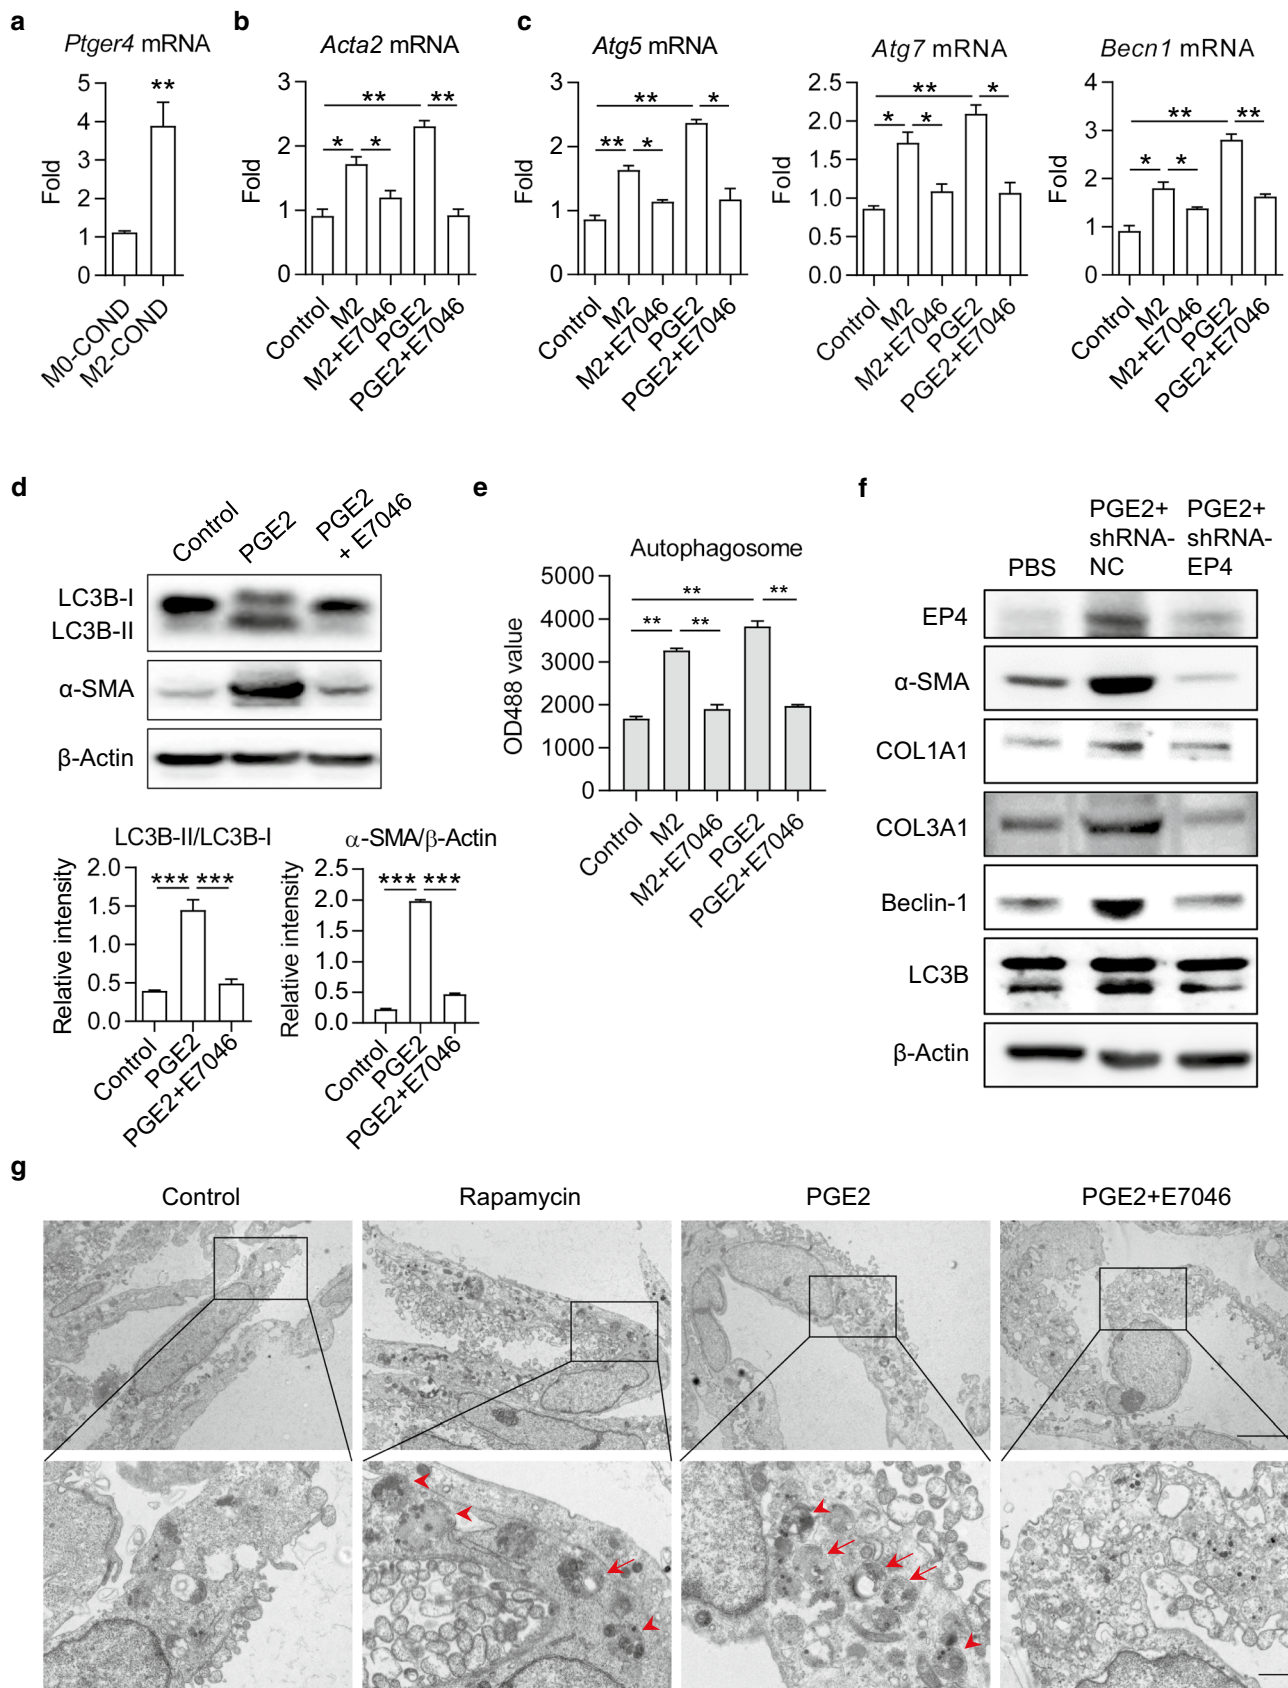 a
Ptger4 mRNA
Fold
5
4
3
2
1
0
**
M0-COND
M2-COND
b
Acta2 mRNA
Fold
3
2
1
0
** **
* *
Control
M2
M2+E7046
PGE2
PGE2+E7046
c
Atg5 mRNA
Fold
3
2
1
0
** *
** *
Control
M2
M2+E7046
PGE2
PGE2+E7046
Atg7 mRNA
Fold
2.5
2.0
1.5
1.0
0.5
0.0
** *
* *
Control
M2
M2+E7046
PGE2
PGE2+E7046
Becn1 mRNA
Fold
4
3
2
1
0
** **
* *
Control
M2
M2+E7046
PGE2
PGE2+E7046
d
Control
PGE2
PGE2
+ E7046
LC3B-I
LC3B-II
α-SMA
β-Actin
LC3B-II/LC3B-I
Relative intensity
2.0
1.5
1.0
0.5
0.0
*** ***
Control
PGE2
PGE2+E7046
α-SMA/β-Actin
Relative intensity
2.5
2.0
1.5
1.0
0.5
0.0
*** ***
Control
PGE2
PGE2+E7046
e
Autophagosome
OD488 value
5000
4000
3000
2000
1000
0
** **
** **
Control
M2
M2+E7046
PGE2
PGE2+E7046
f
PBS
PGE2+
shRNA-
NC
PGE2+
shRNA-
EP4
EP4
α-SMA
COL1A1
COL3A1
Beclin-1
LC3B
β-Actin
g
Control
Rapamycin
PGE2
PGE2+E7046